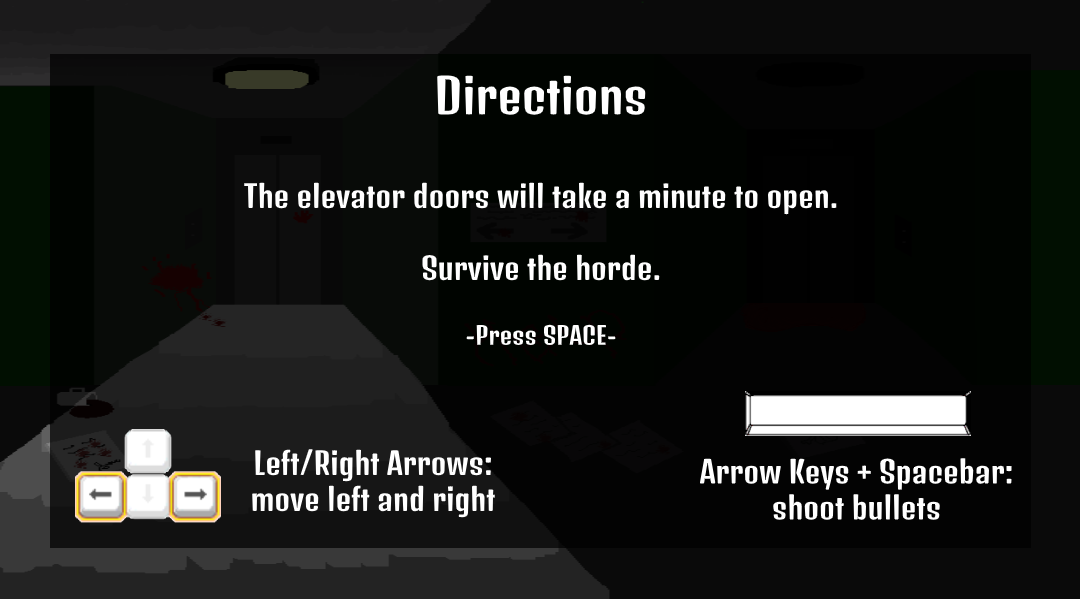 Directions
The elevator doors will take a minute to open.
Survive the horde.
-Press SPACE-
Left/Right Arrows:
move left and right
Arrow Keys + Spacebar:
shoot bullets